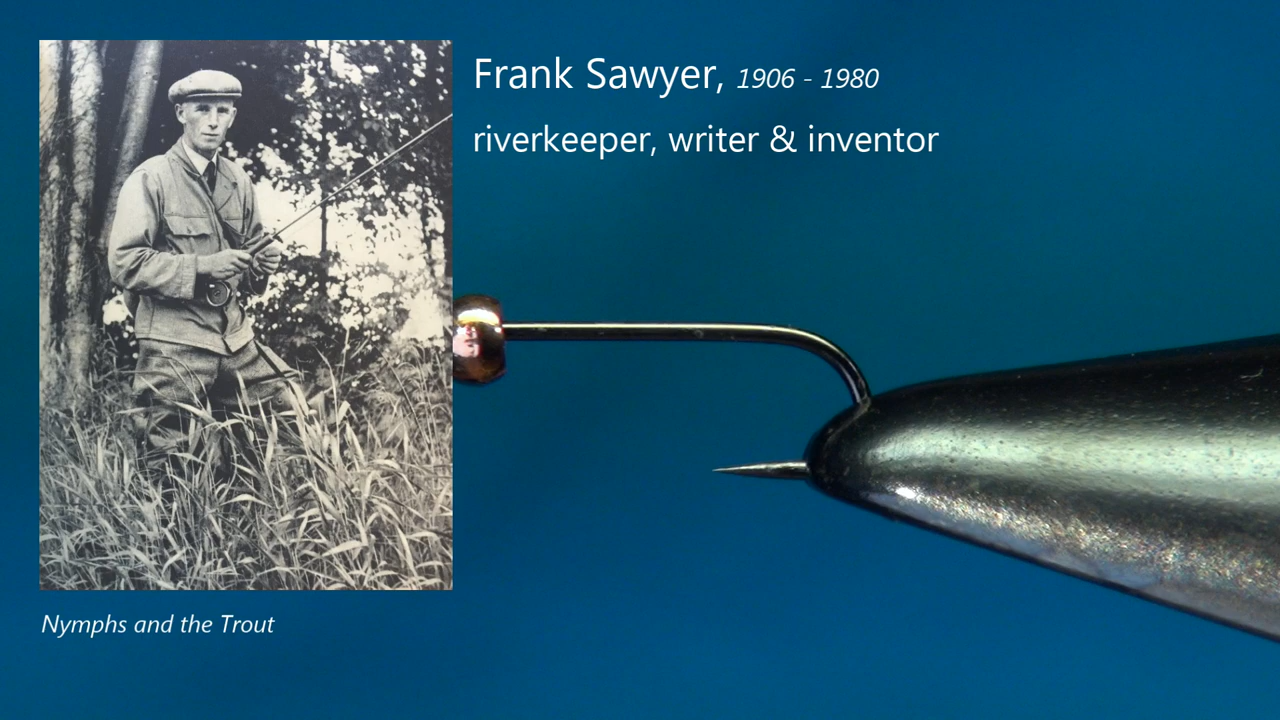 Frank Sawyer, 1906 - 1980
riverkeeper, writer & inventor
Nymphs and the Trout